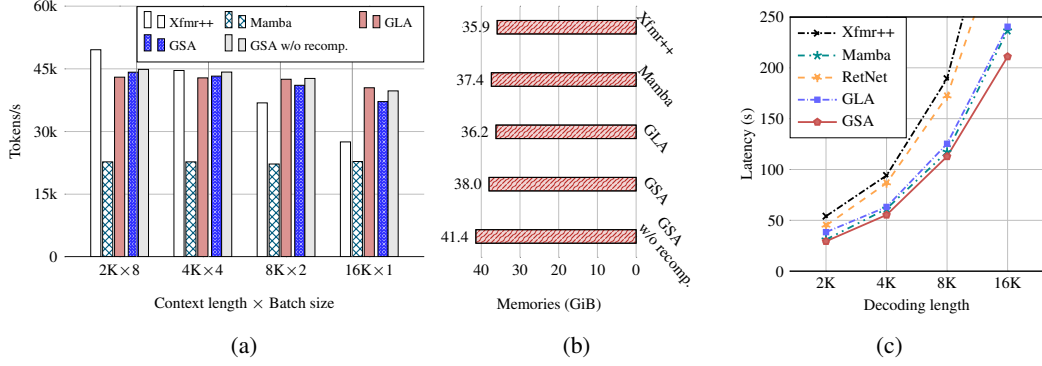 60k
45k
30k
15k
0
Tokens/s
Xfmr++
Mamba
GLA
GSA
GSA w/o recomp.
2K×8
4K×4
8K×2
16K×1
Context length × Batch size
(a)
35.9
Xfmr++
37.4
Mamba
36.2
GLA
38.0
GSA
41.4
GSA
w/o recomp.
40
30
20
10
0
Memories (GiB)
(b)
250
200
150
100
50
0
Latency (s)
Xfmr++
Mamba
RetNet
GLA
GSA
2K
4K
8K
16K
Decoding length
(c)